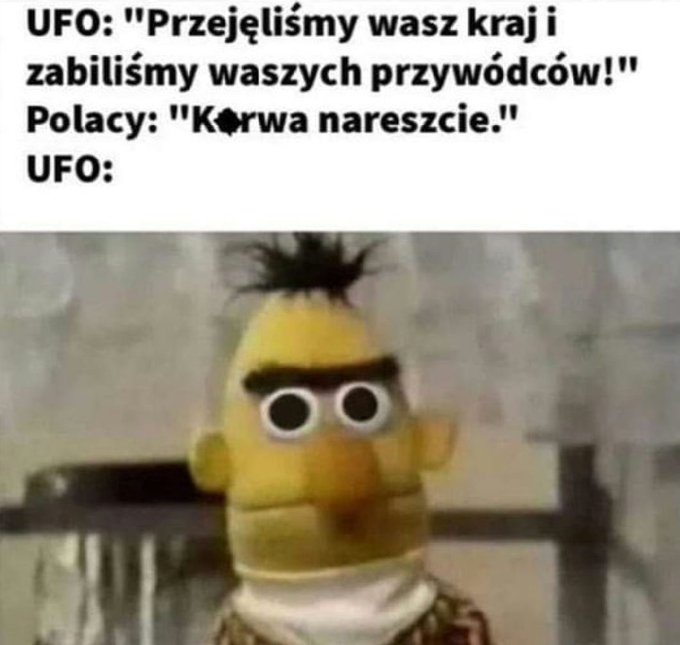 UFO: "Przejęliśmy wasz kraj i
zabiliśmy waszych przywódców!"
Polacy: "K♦rwa nareszcie."
UFO: